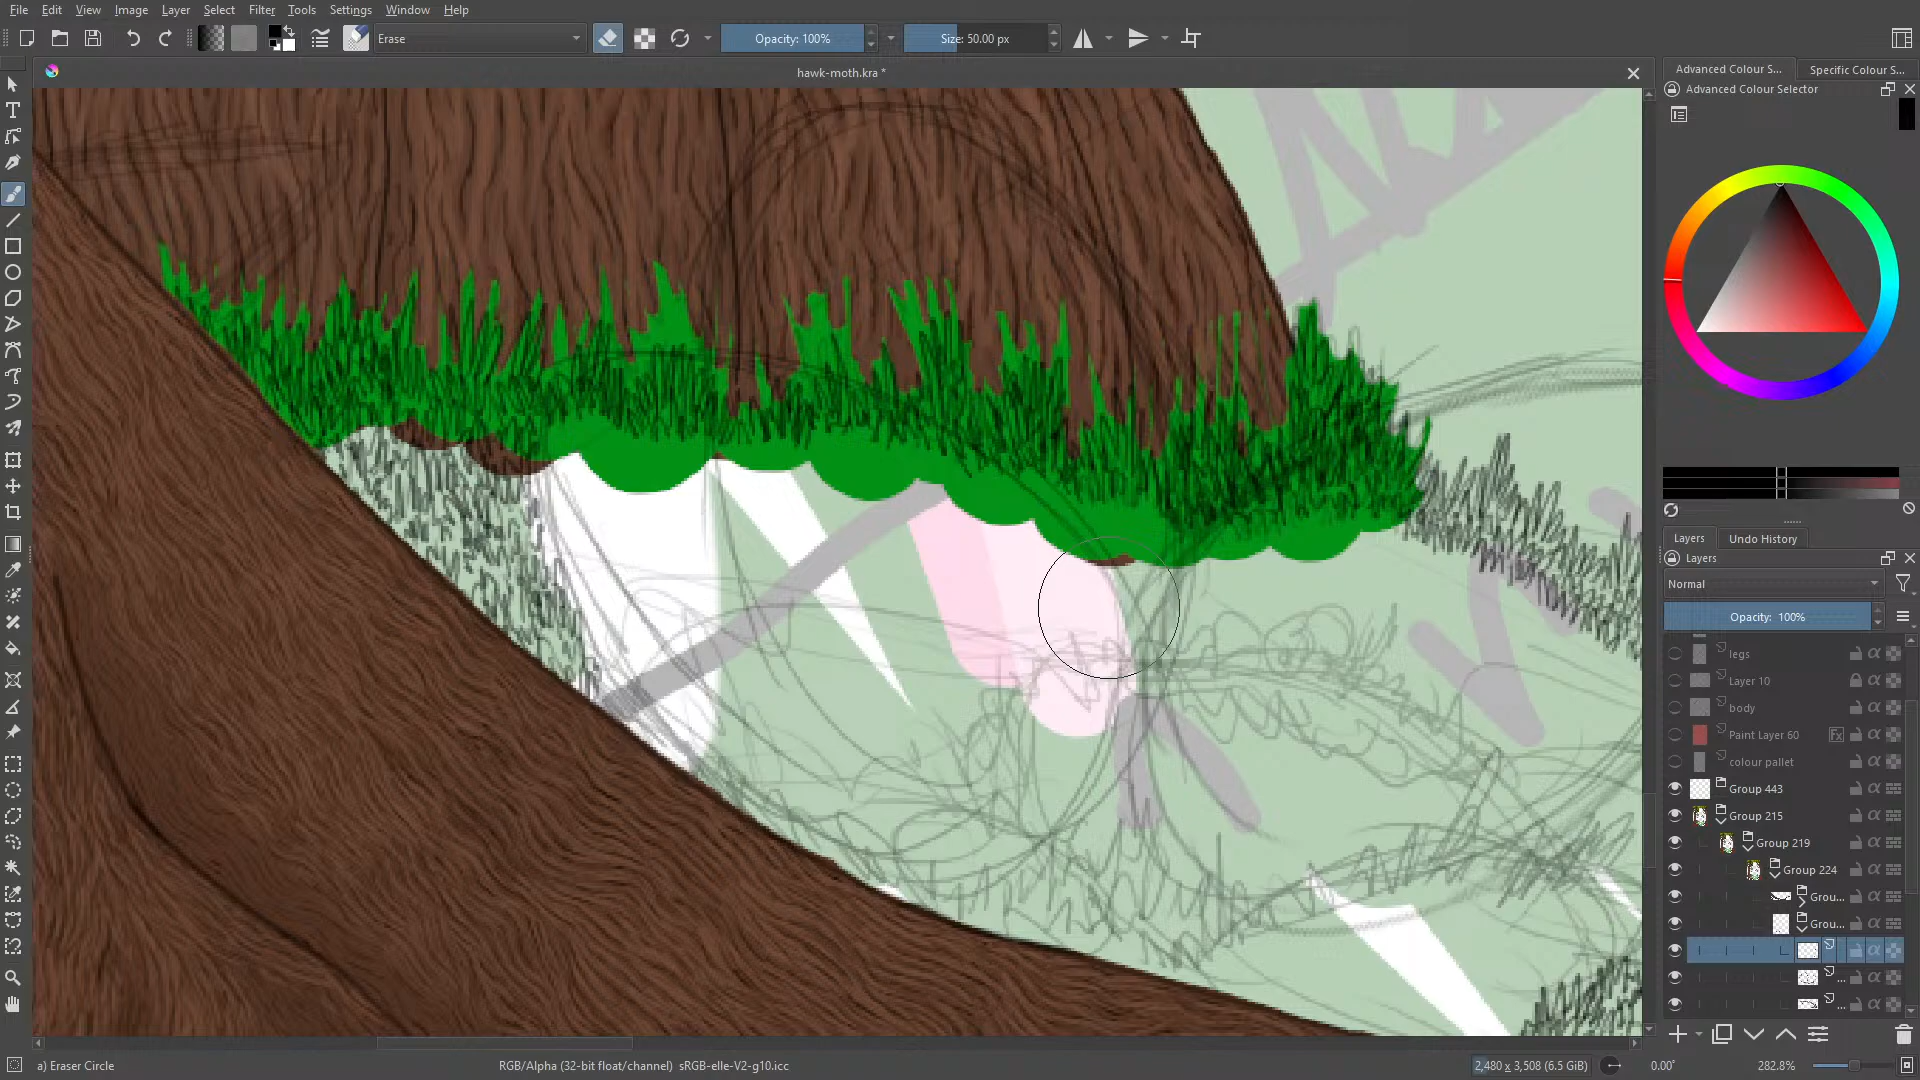 File Edit View Image Layer Select Filter Tools Settings Window Help
Erase
Opacity: 100%
Size: 50.00 px
hawk-moth.kra *
Advanced Colour S...
Specific Colour S...
Advanced Colour Selector
Layers
Undo History
Layers
Normal
Opacity: 100%
legs
Layer 10
body
Paint Layer 60
Fx
colour pallet
Group 443
Group 215
Group 219
Group 224
Grou...
Grou...
...
...
a) Eraser Circle
RGB/Alpha (32-bit float/channel) sRGB-elle-V2-g10.icc
2,480 x 3,508 (6.5 GiB)
0.00°
282.8%